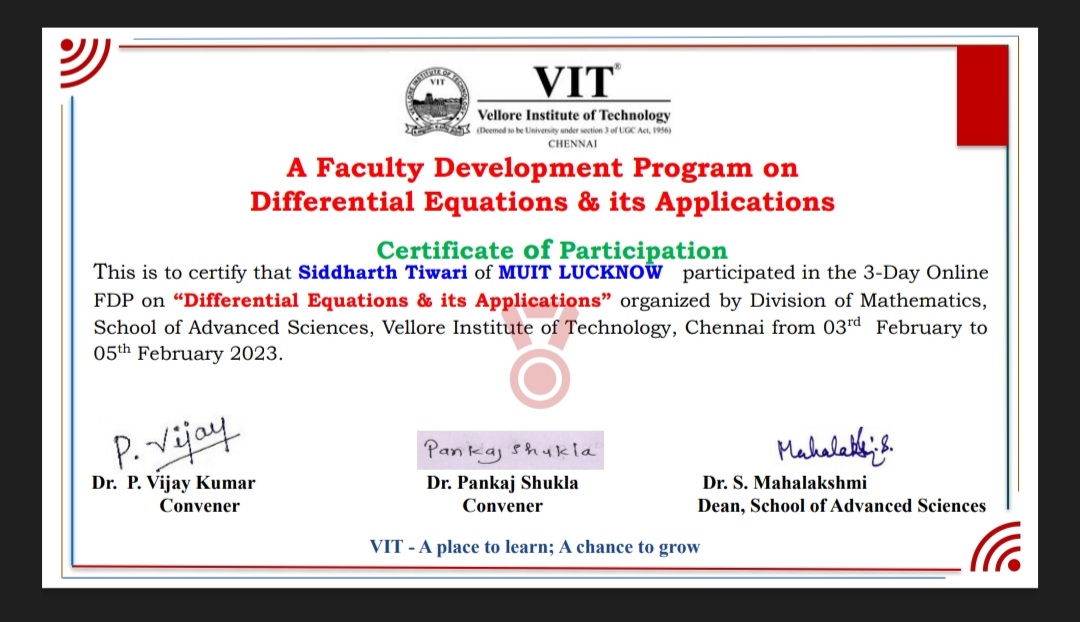 VELLORE INSTITUTE OF TECHNOLOGY
VIT
VIT®
Vellore Institute of Technology
(Deemed to be University under section 3 of UGC Act, 1956)
CHENNAI
A Faculty Development Program on
Differential Equations & its Applications
Certificate of Participation
This is to certify that Siddharth Tiwari of MUIT LUCKNOW participated in the 3-Day Online
FDP on “Differential Equations & its Applications” organized by Division of Mathematics,
School of Advanced Sciences, Vellore Institute of Technology, Chennai from 03rd February to
05th February 2023.
P. Vijay
Pankaj Shukla
Mahalakshmi.S.
Dr. P. Vijay Kumar
Dr. Pankaj Shukla
Dr. S. Mahalakshmi
Convener
Convener
Dean, School of Advanced Sciences
VIT - A place to learn; A chance to grow